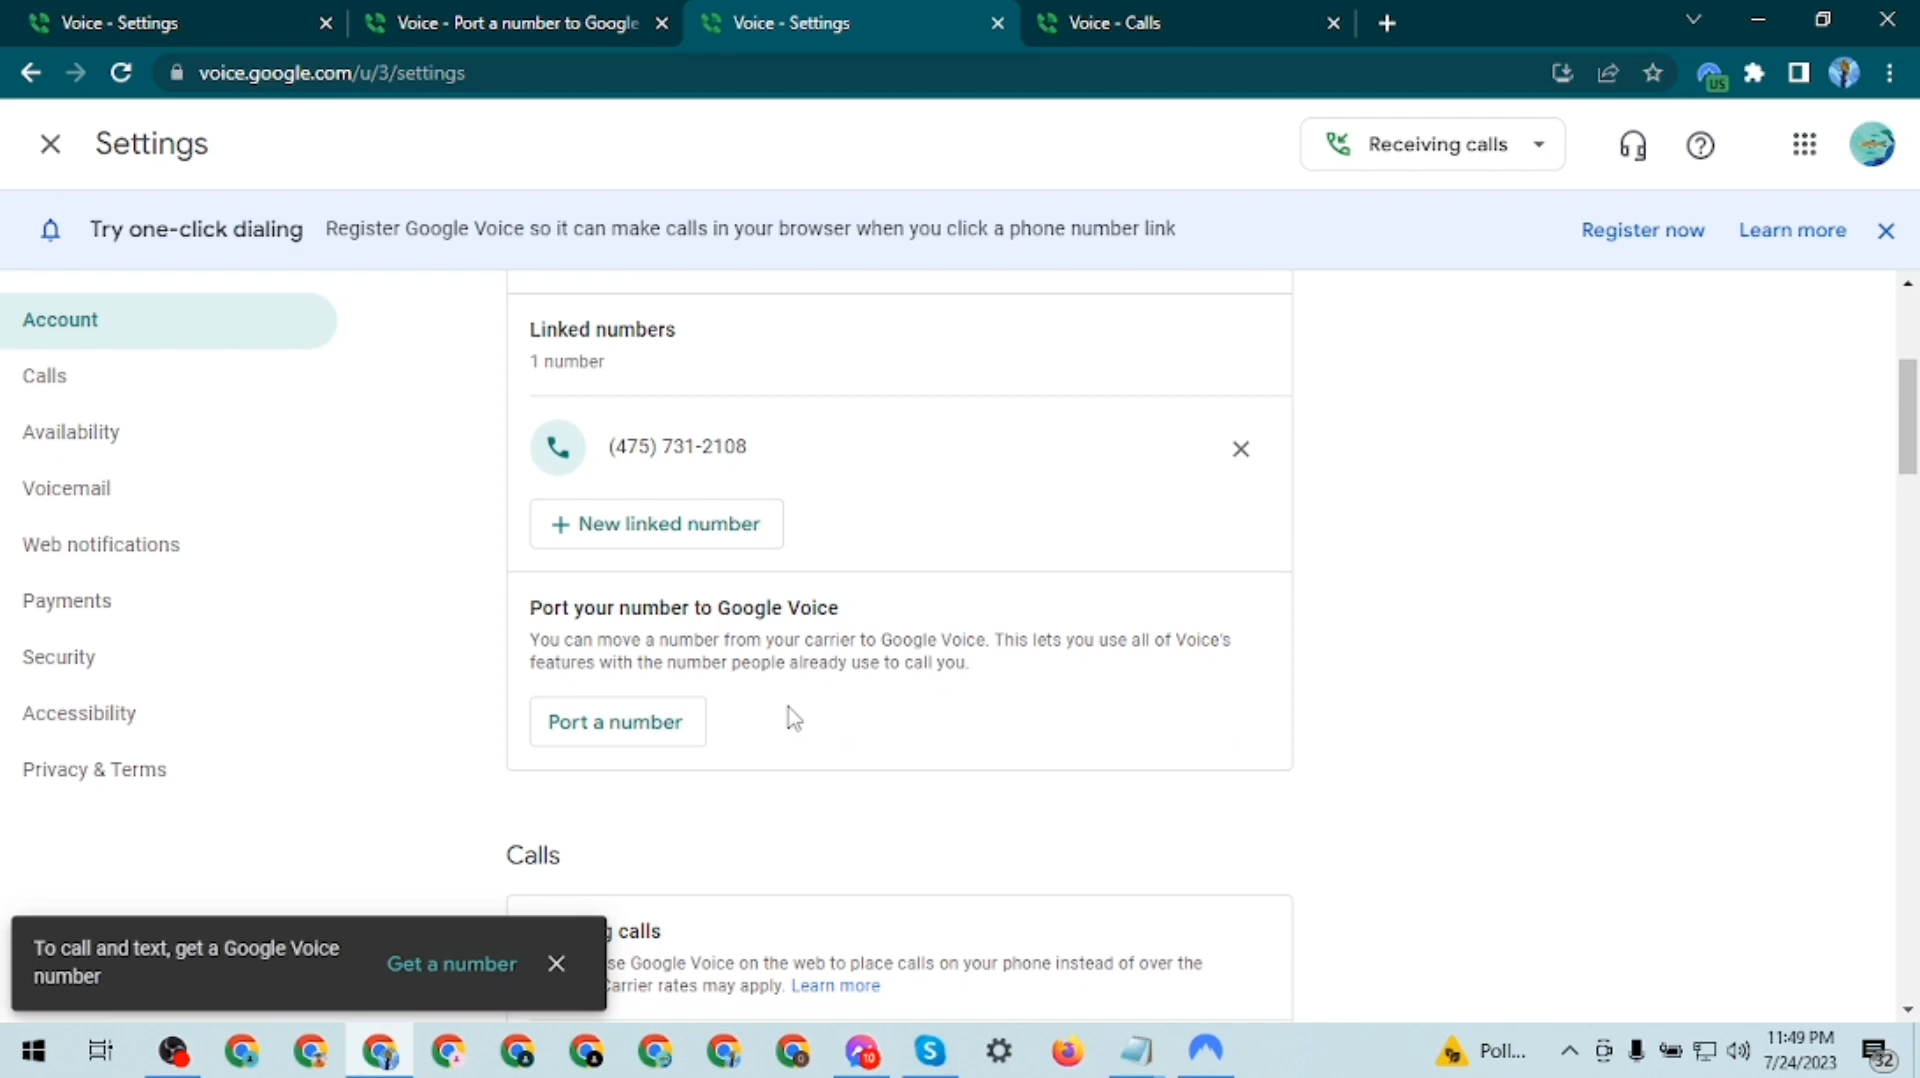 Voice - Settings
Voice - Port a number to Google
Voice - Settings
Voice - Calls
voice.google.com/u/3/settings
US
Settings
Receiving calls
Try one-click dialing
Register Google Voice so it can make calls in your browser when you click a phone number link
Register now
Learn more
Account
Calls
Availability
Voicemail
Web notifications
Payments
Security
Accessibility
Privacy & Terms
Linked numbers
1 number
(475) 731-2108
+ New linked number
Port your number to Google Voice
You can move a number from your carrier to Google Voice. This lets you use all of Voice's
features with the number people already use to call you.
Port a number
Calls
calls
se Google Voice on the web to place calls on your phone instead of over the
Carrier rates may apply. Learn more
To call and text, get a Google Voice
number
Get a number
10
Poll...
11:49 PM
7/24/2023
32